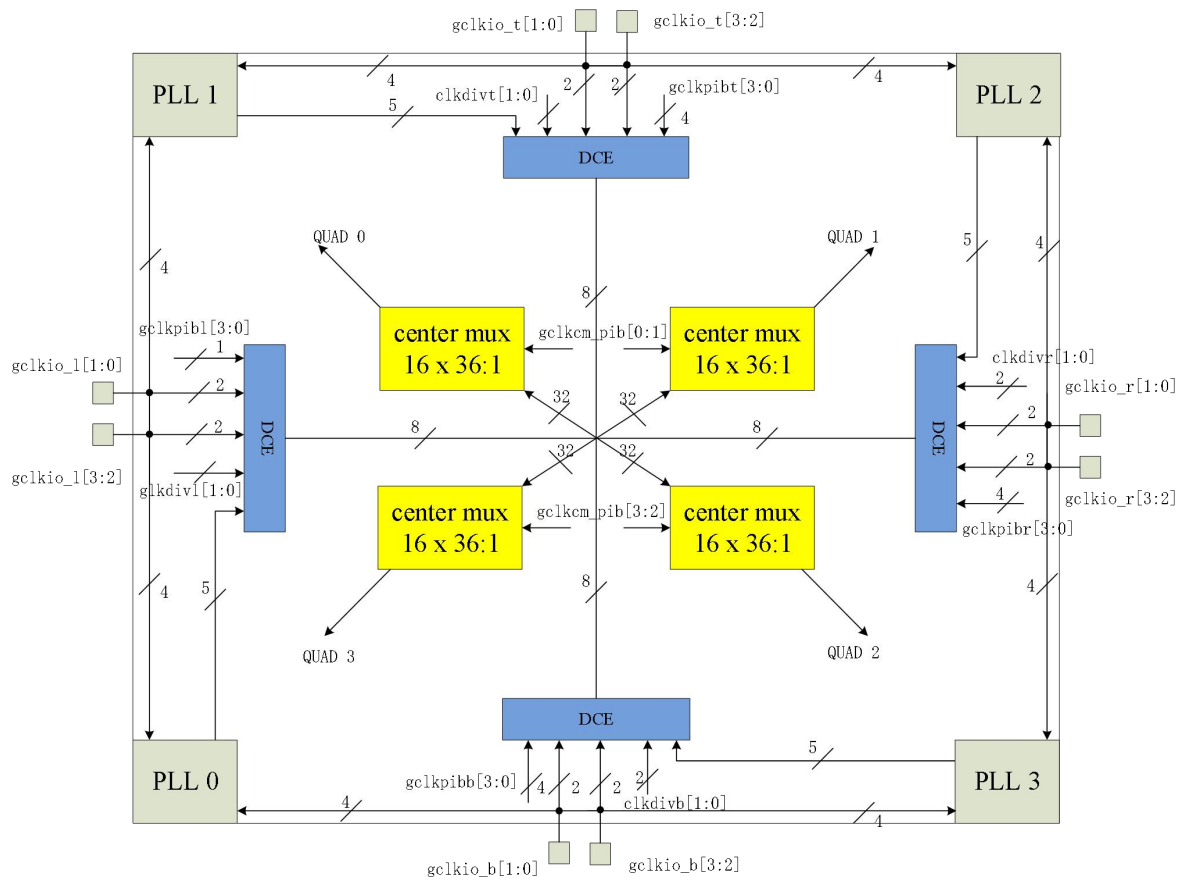 gclkio_t[1:0]
gclkio_t[3:2]
PLL 1
PLL 2
4
2
2
4
clkdivt[1:0]
gclkpibt[3:0]
5
4
DCE
QUAD 0
QUAD 1
5
4
4
8
center mux
16 x 36:1
gclkcm_pib[0:1]
center mux
16 x 36:1
gclkpibl[3:0]
1
clkdivr[1:0]
gclkio_l[1:0]
2
2
gclkio_r[1:0]
32
32
2
2
DCE
8
8
DCE
32
32
2
gclkio_l[3:2]
glkdivl[1:0]
4
gclkio_r[3:2]
gclkpibr[3:0]
center mux
16 x 36:1
gclkcm_pib[3:2]
center mux
16 x 36:1
4
5
8
4
QUAD 3
QUAD 2
DCE
5
PLL 0
PLL 3
gclkpibb[3:0]
4
2
2
2
clkdivb[1:0]
4
4
gclkio_b[1:0]
gclkio_b[3:2]